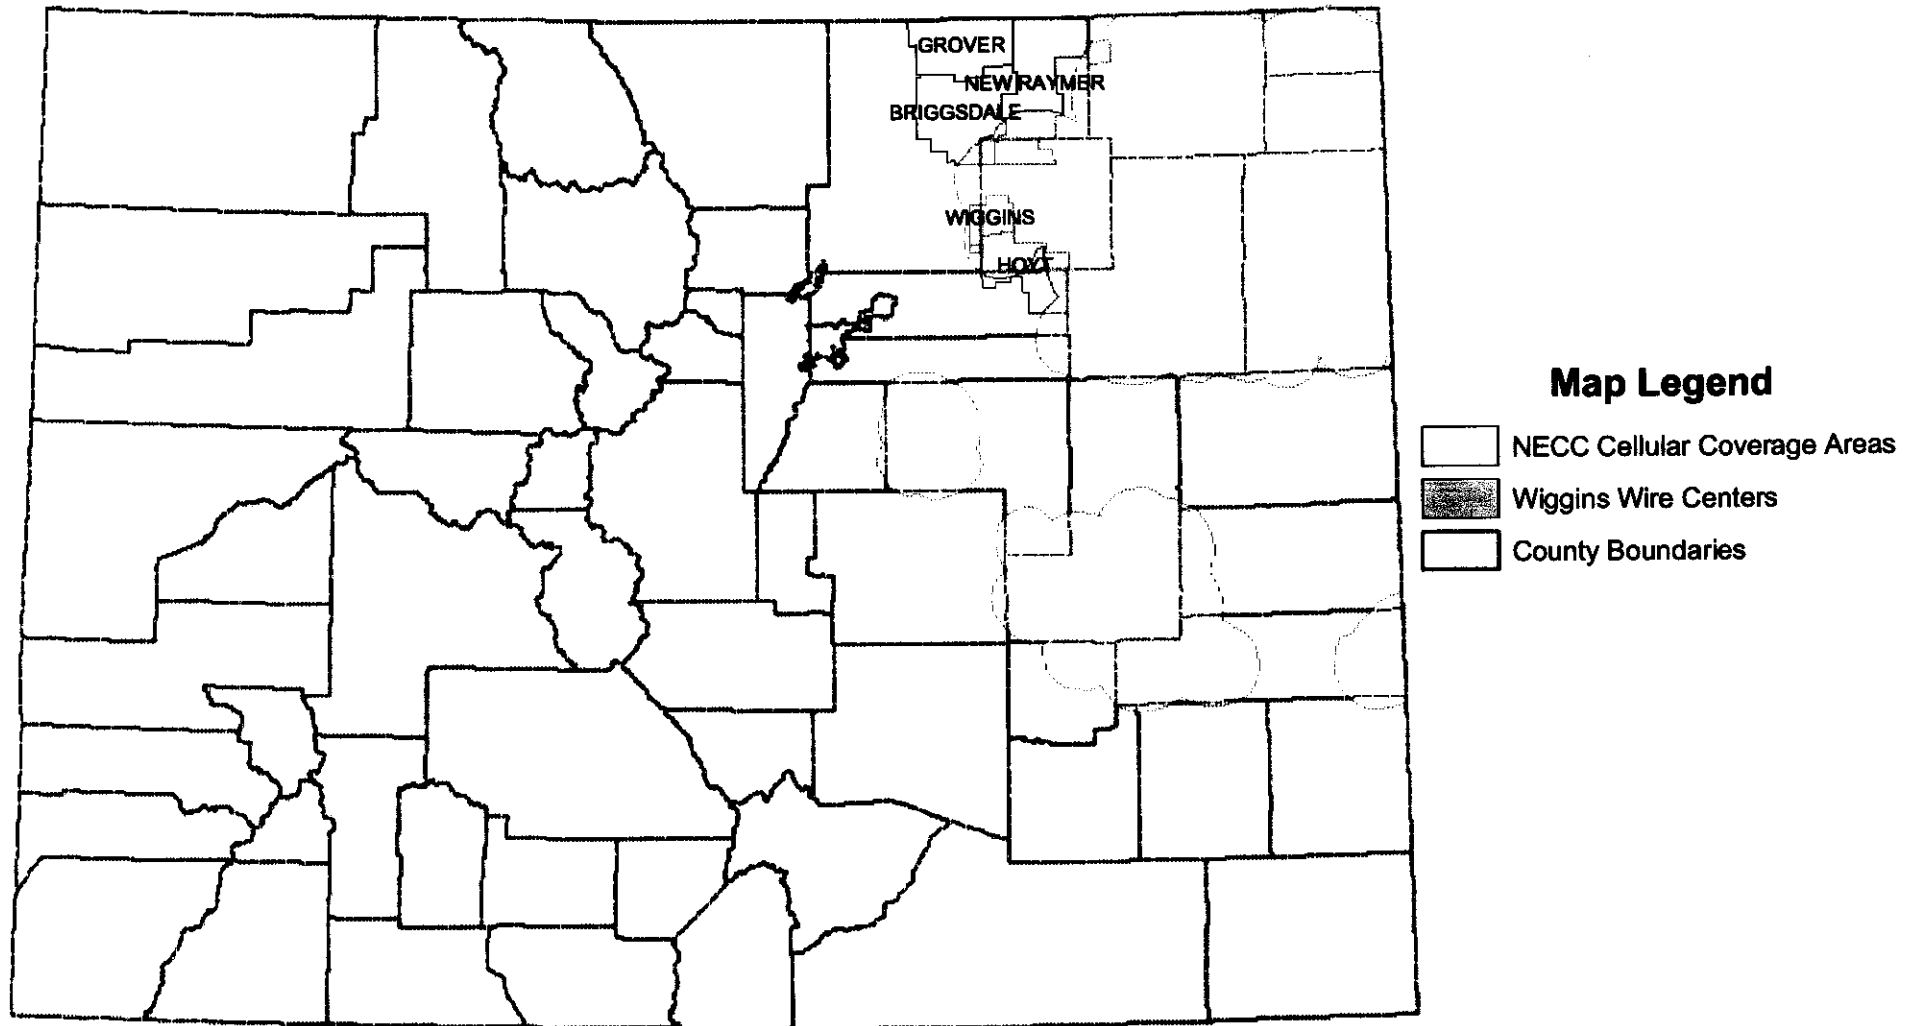 GROVER
NEW RAYMER
BRIGGSDALE
WIGGINS
HOYT
Map Legend
NECC Cellular Coverage Areas
Wiggins Wire Centers
County Boundaries